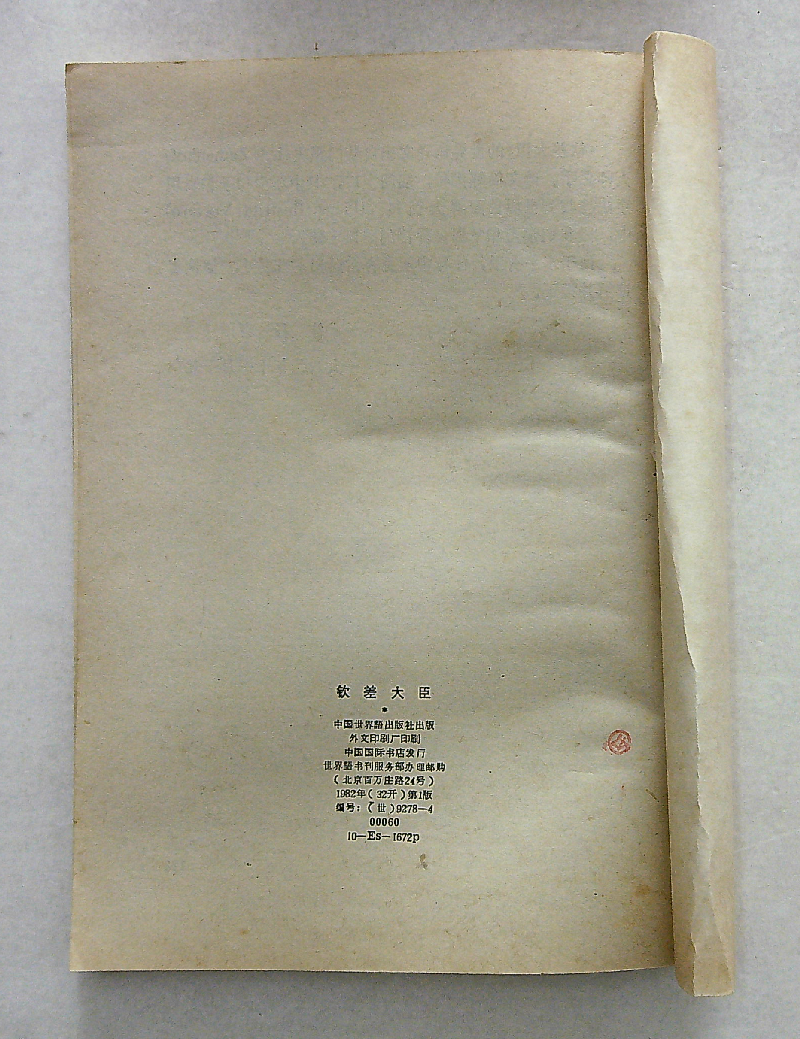 钦差大臣
*
中国世界語出版社出版
外文印刷厂印刷
中国国际书店发行
世界語书刊服务部办理邮购
（北京百万庄路24号）
1982年（32开）第1版
编号：（世）9278—4
00060
10—Es—1672p